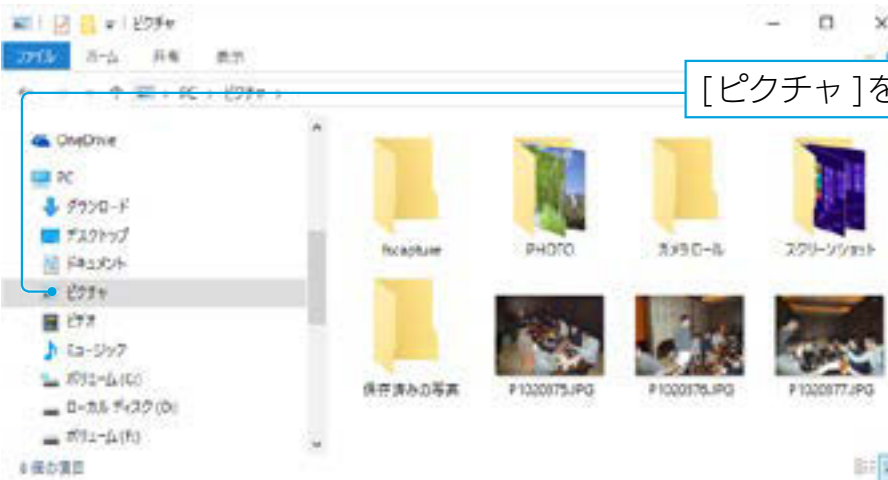 ピクチャ
ファイル ホーム 共有 表示
PC › ピクチャ ›
[ピクチャ]を
OneDrive
PC
ダウンロード
デスクトップ
ドキュメント
ピクチャ
ビデオ
ミュージック
ボリューム (C:)
ローカル ディスク (D:)
ボリューム (F:)
fscapture
PHOTO
カメラロール
スクリーンショット
保存済みの写真
P1020875.JPG
P1020876.JPG
P1020877.JPG
8 個の項目